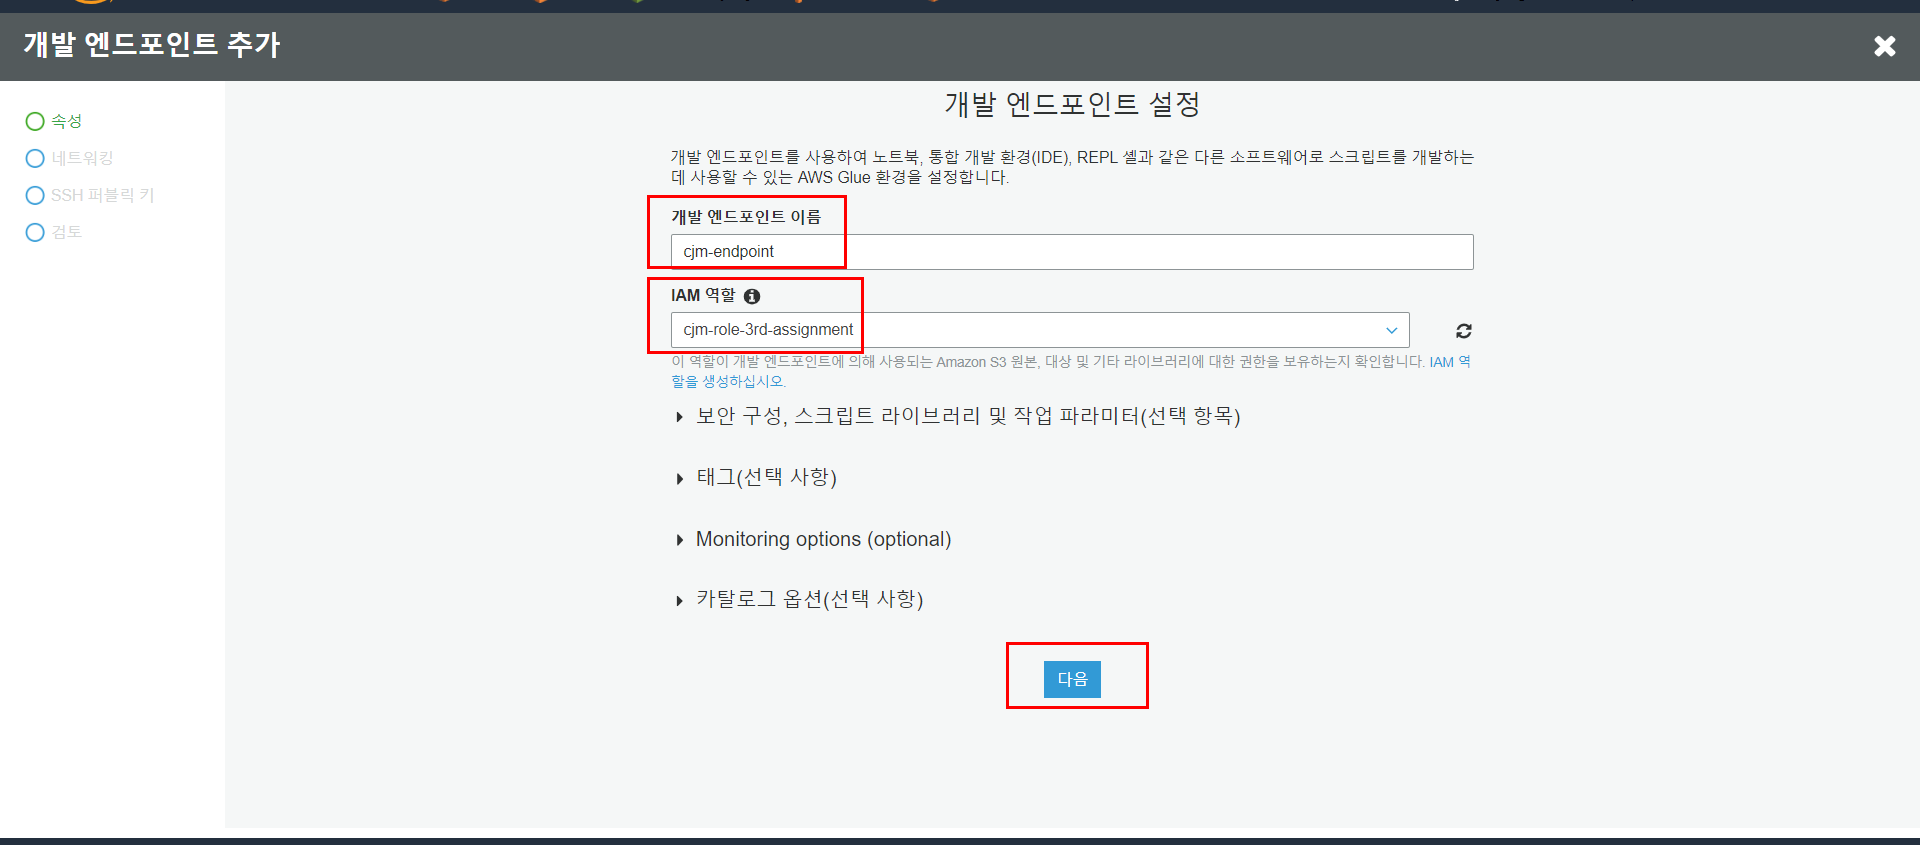 개발 엔드포인트 추가
속성
네트워킹
SSH 퍼블릭 키
검토
개발 엔드포인트 설정
개발 엔드포인트를 사용하여 노트북, 통합 개발 환경(IDE), REPL 셸과 같은 다른 소프트웨어로 스크립트를 개발하는
데 사용할 수 있는 AWS Glue 환경을 설정합니다.
개발 엔드포인트 이름
cjm-endpoint
IAM 역할
cjm-role-3rd-assignment
이 역할이 개발 엔드포인트에 의해 사용되는 Amazon S3 원본, 대상 및 기타 라이브러리에 대한 권한을 보유하는지 확인합니다. IAM 역
할을 생성하십시오.
보안 구성, 스크립트 라이브러리 및 작업 파라미터(선택 항목)
태그(선택 사항)
Monitoring options (optional)
카탈로그 옵션(선택 사항)
다음